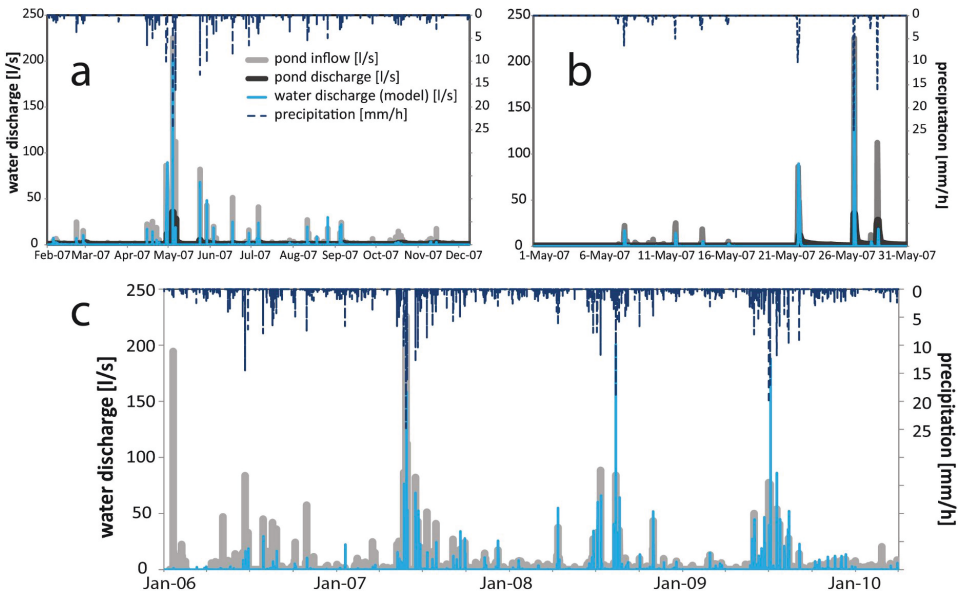 250
200
150
100
50
0
water discharge [l/s]
a
pond inflow [l/s]
pond discharge [l/s]
water discharge (model) [l/s]
precipitation [mm/h]
0
5
10
15
20
25
Feb-07 Mar-07 Apr-07 May-07 Jun-07 Jul-07 Aug-07 Sep-07 Oct-07 Nov-07 Dec-07
250
200
150
100
50
0
b
0
5
10
15
20
25
precipitation [mm/h]
1-May-07 6-May-07 11-May-07 16-May-07 21-May-07 26-May-07 31-May-07
250
200
150
100
50
0
water discharge [l/s]
c
0
5
10
15
20
25
precipitation [mm/h]
Jan-06 Jan-07 Jan-08 Jan-09 Jan-10